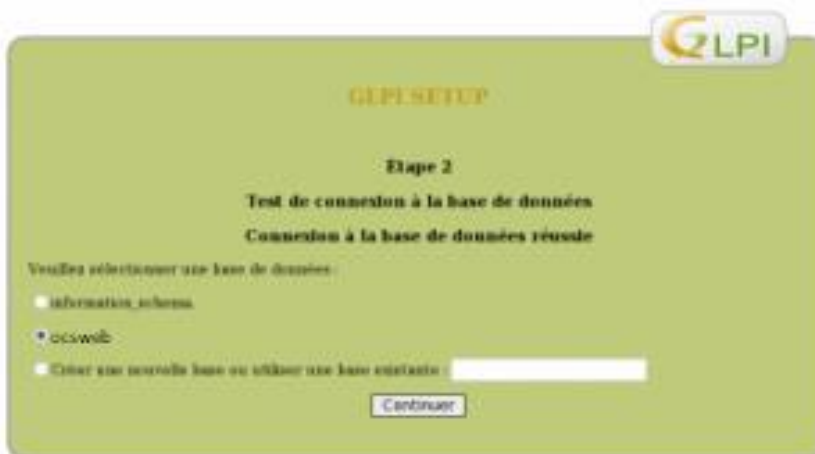 GLPI
GLPI SETUP
Etape 2
Test de connexion à la base de données
Connexion à la base de données réussie
Veuillez sélectionner une base de données :
information_schema.
ocsweb
Créer une nouvelle base ou utiliser une base existante :
Continuer